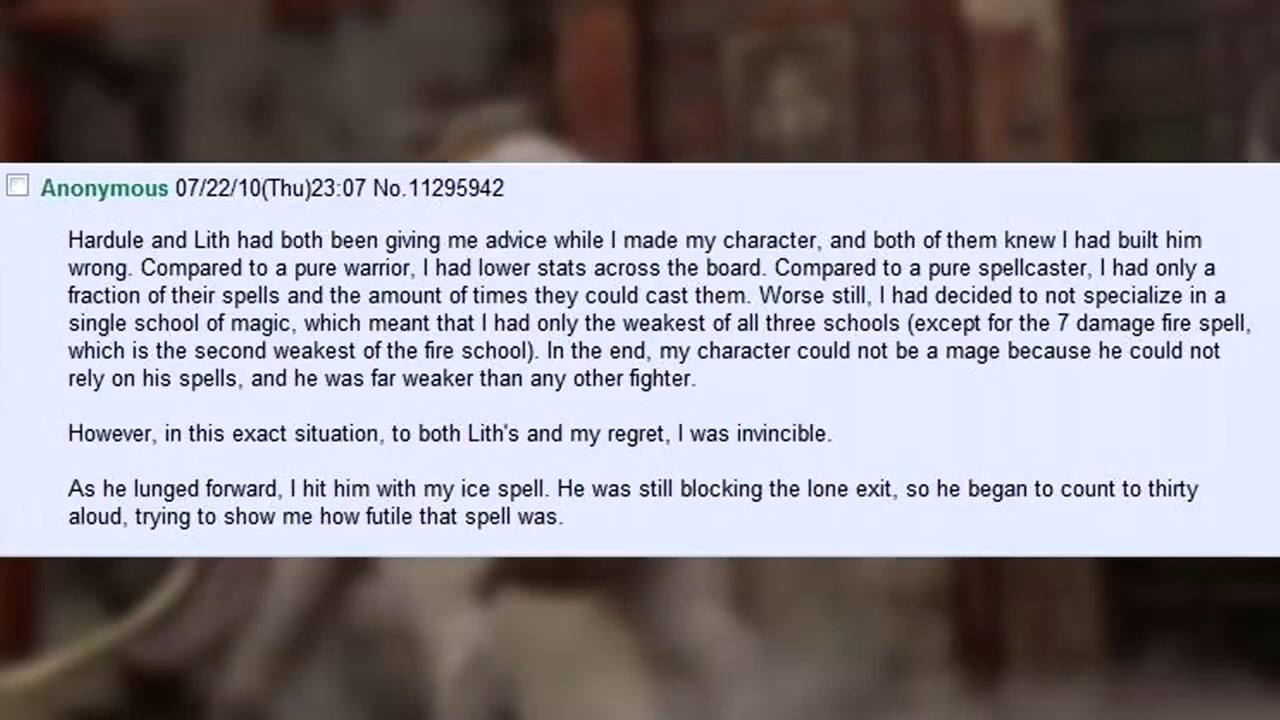 Anonymous 07/22/10(Thu)23:07 No.11295942
Hardule and Lith had both been giving me advice while I made my character, and both of them knew I had built him
wrong. Compared to a pure warrior, I had lower stats across the board. Compared to a pure spellcaster, I had only a
fraction of their spells and the amount of times they could cast them. Worse still, I had decided to not specialize in a
single school of magic, which meant that I had only the weakest of all three schools (except for the 7 damage fire spell,
which is the second weakest of the fire school). In the end, my character could not be a mage because he could not
rely on his spells, and he was far weaker than any other fighter.
However, in this exact situation, to both Lith's and my regret, I was invincible.
As he lunged forward, I hit him with my ice spell. He was still blocking the lone exit, so he began to count to thirty
aloud, trying to show me how futile that spell was.